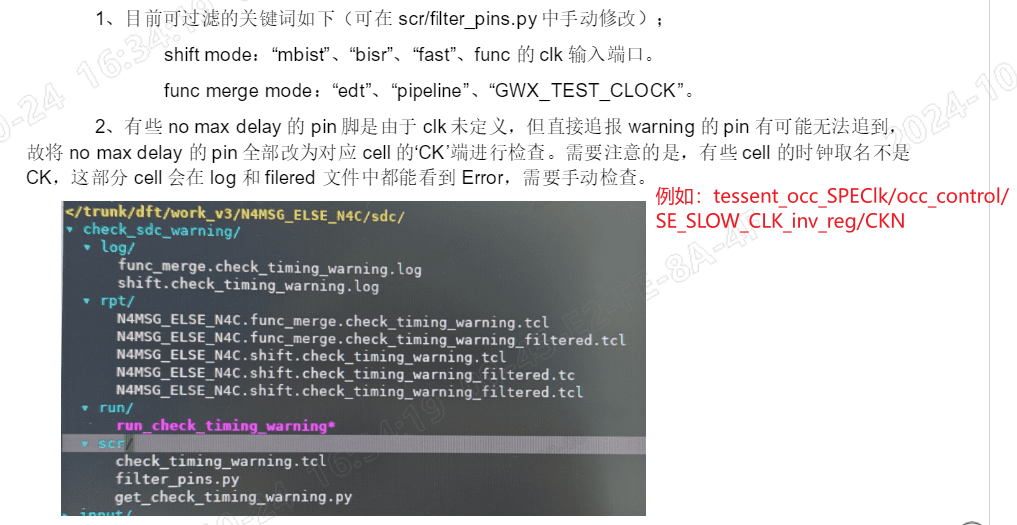 1、目前可过滤的关键词如下（可在 scr/filter_pins.py 中手动修改）；
shift mode：“mbist”、“bisr”、“fast”、func 的 clk 输入端口。
func merge mode：“edt”、“pipeline”、“GWX_TEST_CLOCK”。
2、有些 no max delay 的 pin 脚是由于 clk 未定义，但直接追报 warning 的 pin 有可能无法追到，
故将 no max delay 的 pin 全部改为对应 cell 的‘CK’端进行检查。需要注意的是，有些 cell 的时钟取名不是
CK，这部分 cell 会在 log 和 filered 文件中都能看到 Error，需要手动检查。
例如：tessent_occ_SPEClk/occ_control/
SE_SLOW_CLK_inv_reg/CKN
</trunk/dft/work_v3/N4MSG_ELSE_N4C/sdc/
▾ check_sdc_warning/
▾ log/
func_merge.check_timing_warning.log
shift.check_timing_warning.log
▾ rpt/
N4MSG_ELSE_N4C.func_merge.check_timing_warning.tcl
N4MSG_ELSE_N4C.func_merge.check_timing_warning_filtered.tcl
N4MSG_ELSE_N4C.shift.check_timing_warning.tcl
N4MSG_ELSE_N4C.shift.check_timing_warning_filtered.tc
N4MSG_ELSE_N4C.shift.check_timing_warning_filtered.tcl
▾ run/
run_check_timing_warning*
▾ scr/
check_timing_warning.tcl
filter_pins.py
get_check_timing_warning.py